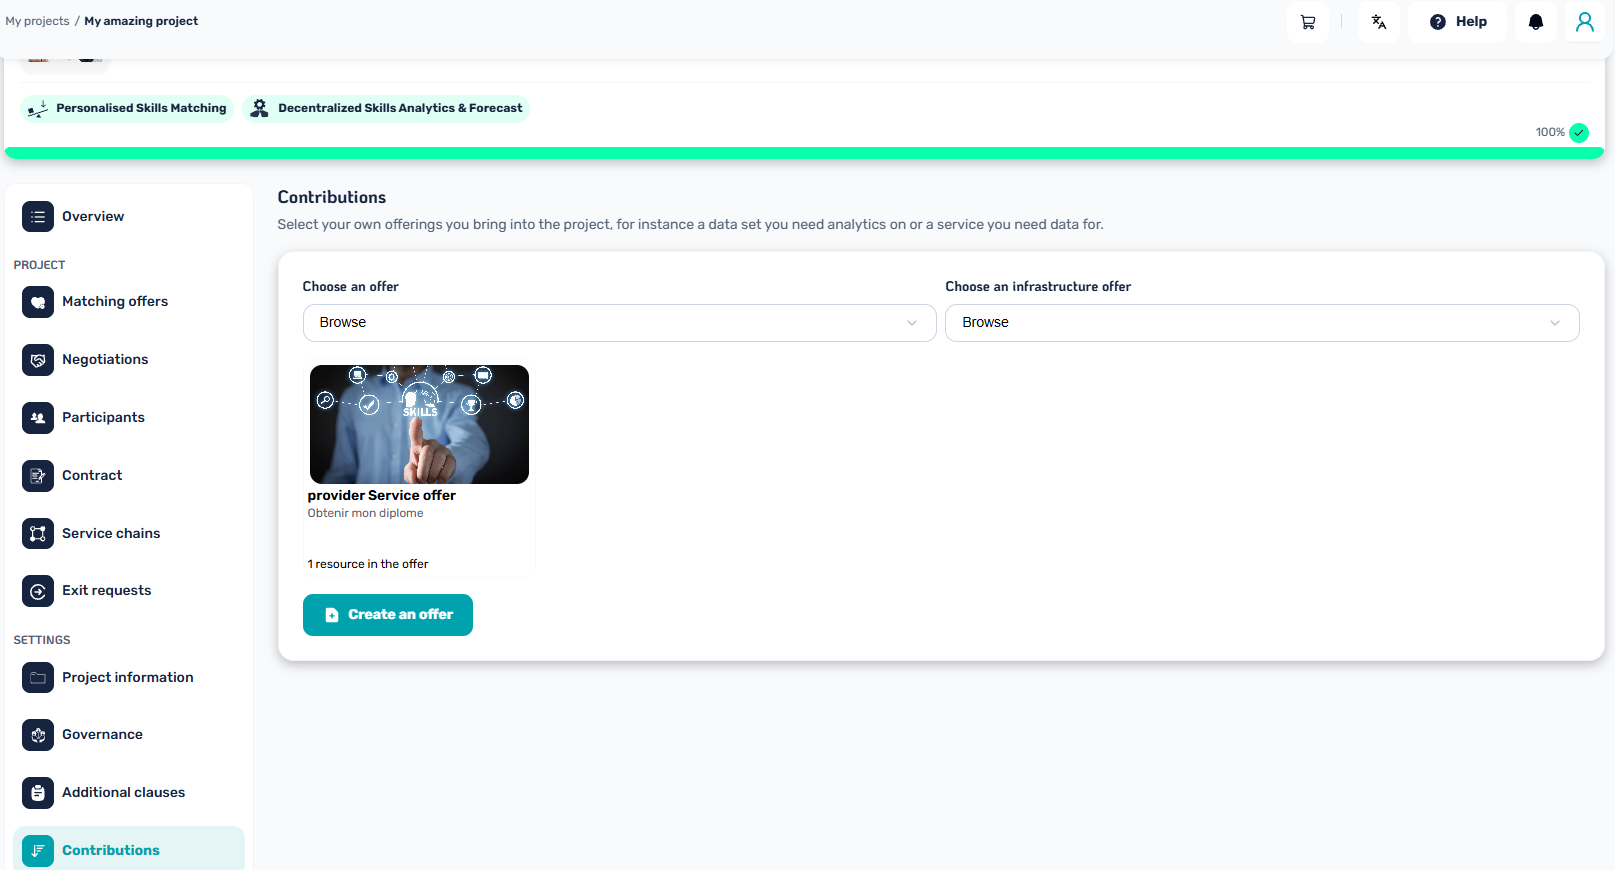 My projects / My amazing project
Help
Personalised Skills Matching
Decentralized Skills Analytics & Forecast
100%
Overview
PROJECT
Matching offers
Negotiations
Participants
Contract
Service chains
Exit requests
SETTINGS
Project information
Governance
Additional clauses
Contributions
Contributions
Select your own offerings you bring into the project, for instance a data set you need analytics on or a service you need data for.
Choose an offer
Browse
Choose an infrastructure offer
Browse
SKILLS
provider Service offer
Obtenir mon diplome
1 resource in the offer
Create an offer